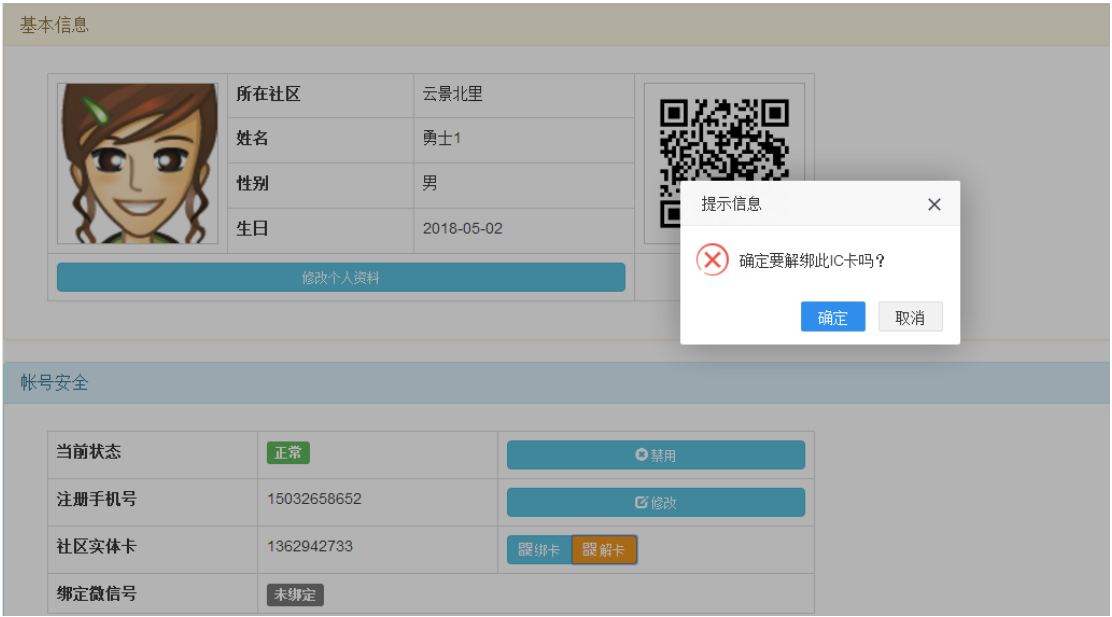 基本信息
所在社区 云景北里
姓名 勇士1
性别 男
生日 2018-05-02
修改个人资料
提示信息
确定要解绑此IC卡吗?
确定 取消
帐号安全
当前状态 正常 禁用
注册手机号 15032658652 修改
社区实体卡 1362942733 绑卡 解卡
绑定微信号 未绑定